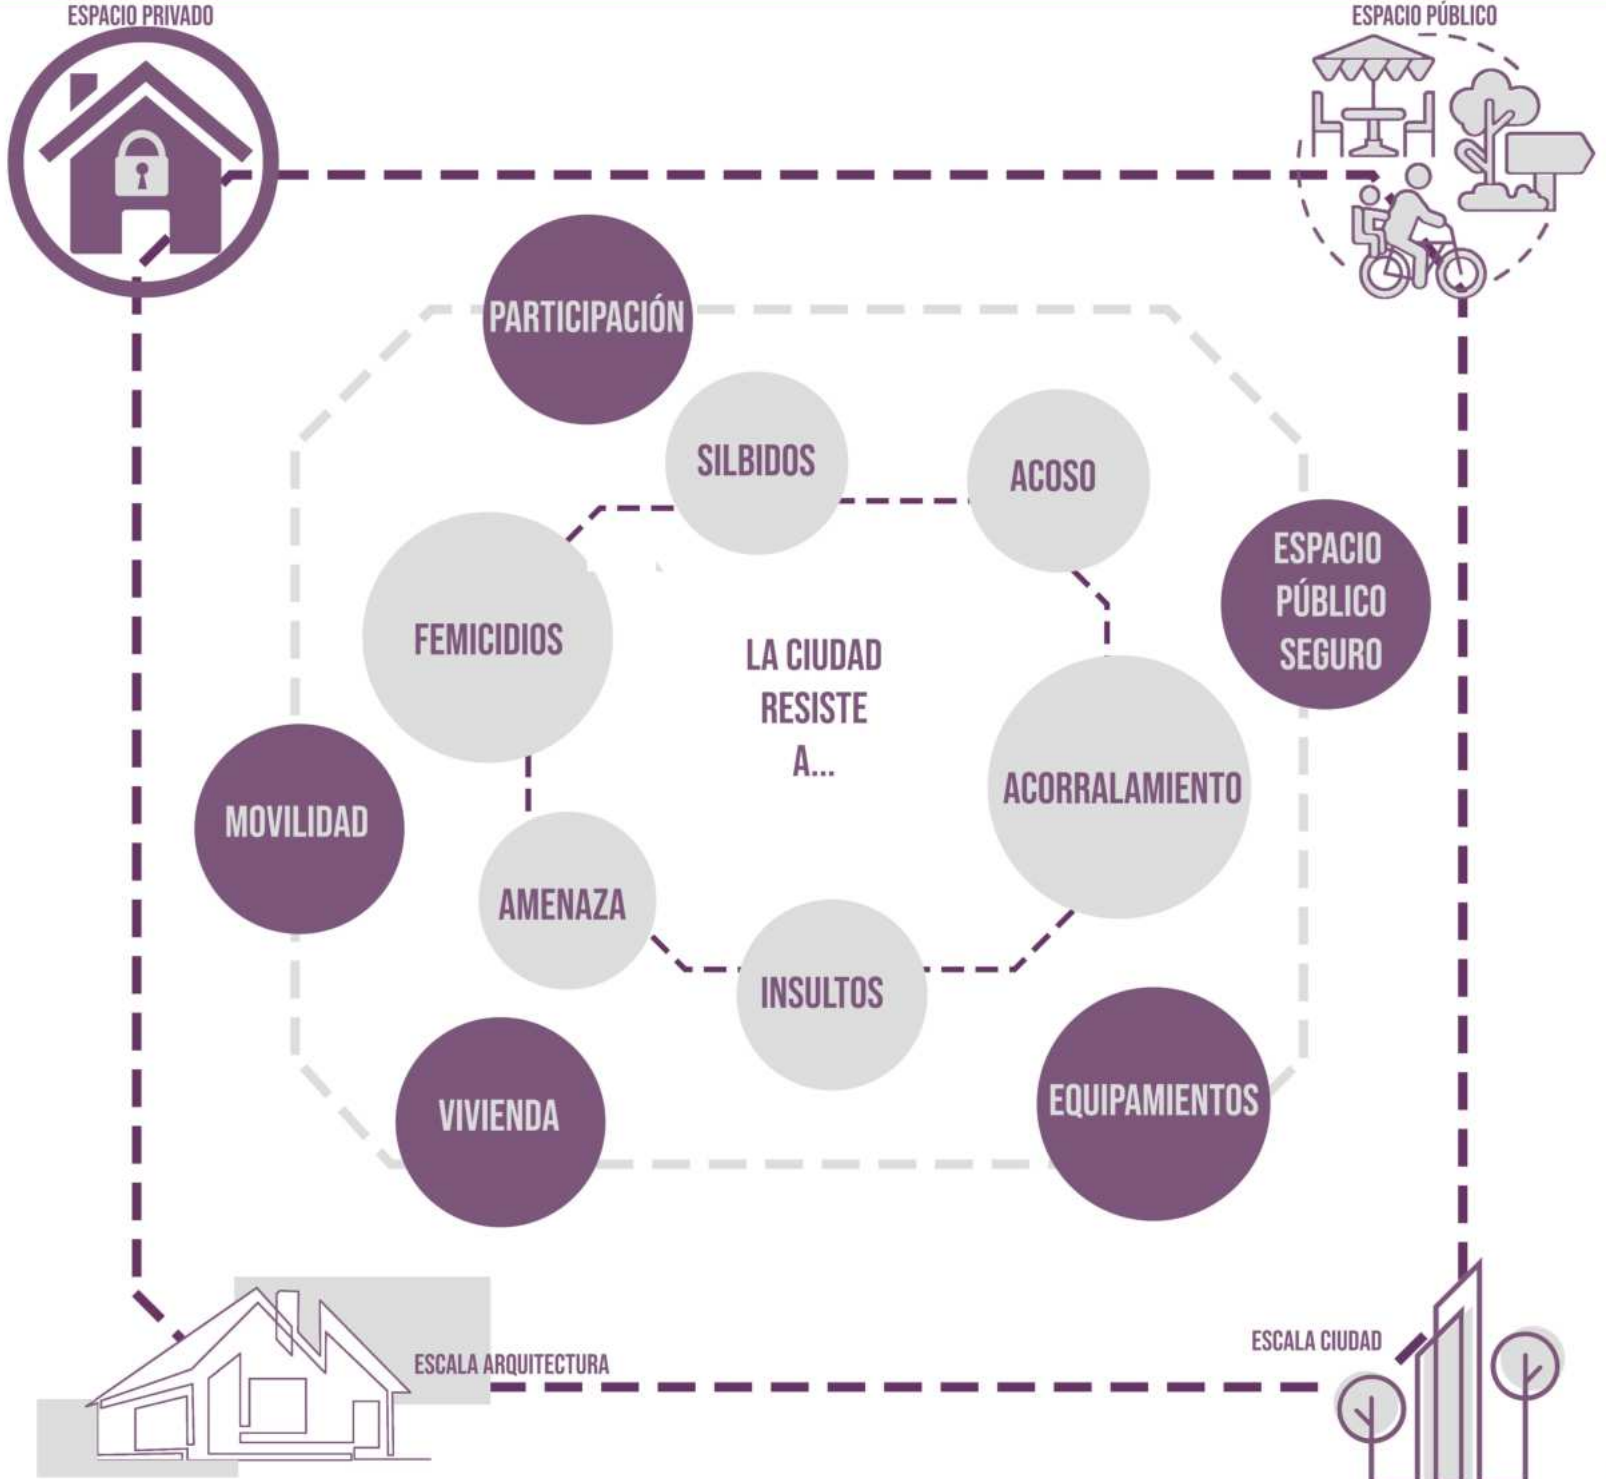 ESPACIO PRIVADO
ESPACIO PÚBLICO
PARTICIPACIÓN
SILBIDOS
ACOSO
ESPACIO
PÚBLICO
SEGURO
FEMICIDIOS
LA CIUDAD
RESISTE
A...
ACORRALAMIENTO
MOVILIDAD
AMENAZA
INSULTOS
VIVIENDA
EQUIPAMIENTOS
ESCALA ARQUITECTURA
ESCALA CIUDAD